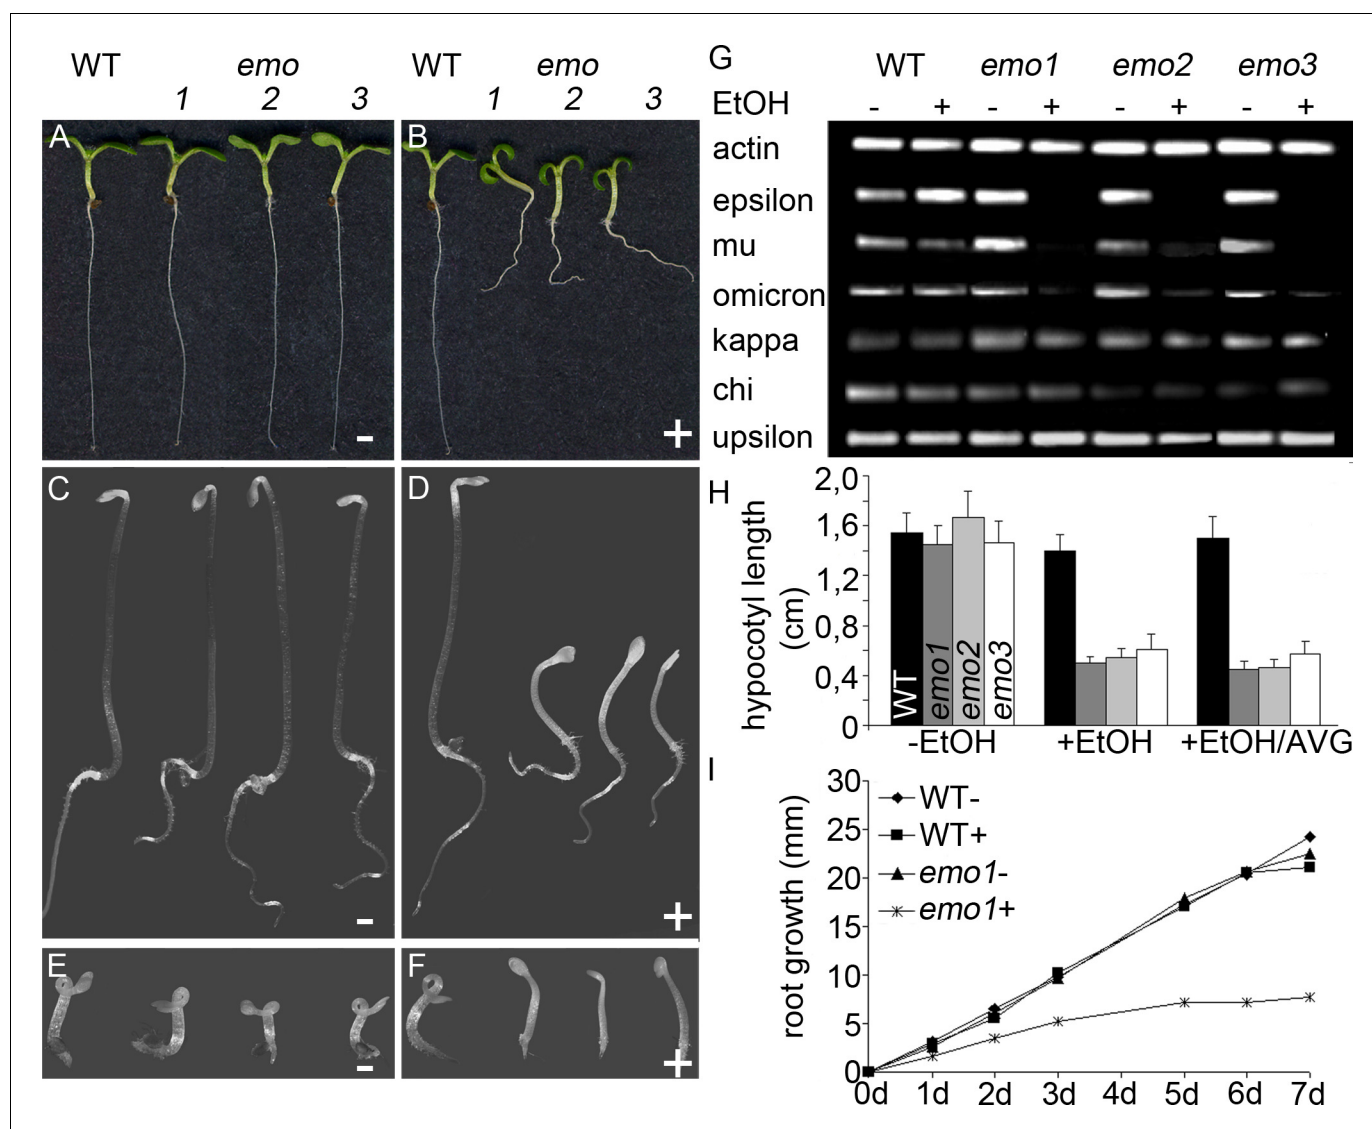 WT emo
1 2 3
A
-
WT emo
1 2 3
B
+
C
-
D
+
E
-
F
+
G WT emo1 emo2 emo3
EtOH - + - + - + - +
actin
epsilon
mu
omicron
kappa
chi
upsilon
H
hypocotyl length
(cm)
2,0
1,6
1,2
0,8
0,4
0
WT
emo1
emo2
emo3
-EtOH +EtOH +EtOH/AVG
I
root growth (mm)
30
25
20
15
10
5
0
WT-
WT+
emo1-
emo1+
0d 1d 2d 3d 4d 5d 6d 7d